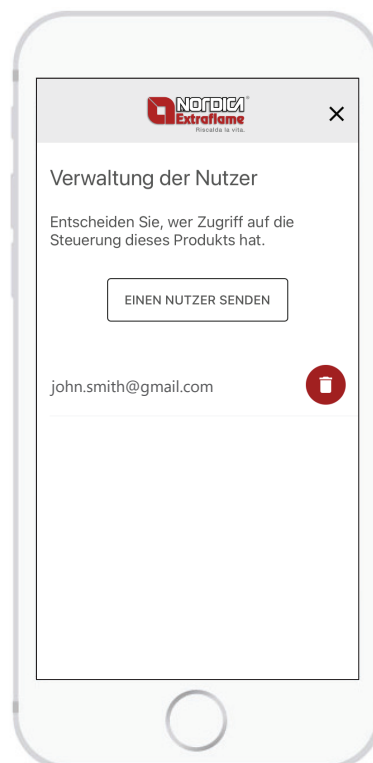 NORDICA
Extraflame
Riscalda la vita.
Verwaltung der Nutzer
Entscheiden Sie, wer Zugriff auf die
Steuerung dieses Produkts hat.
EINEN NUTZER SENDEN
john.smith@gmail.com